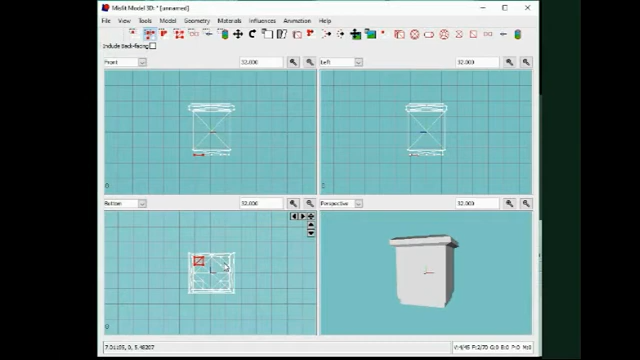 Misfit Model 3D: * [unnamed]
File View Tools Model Geometry Materials Influences Animation Help
Include Back-facing
Front 32.000 Left 32.000
Bottom 32.000 Perspective 32.000